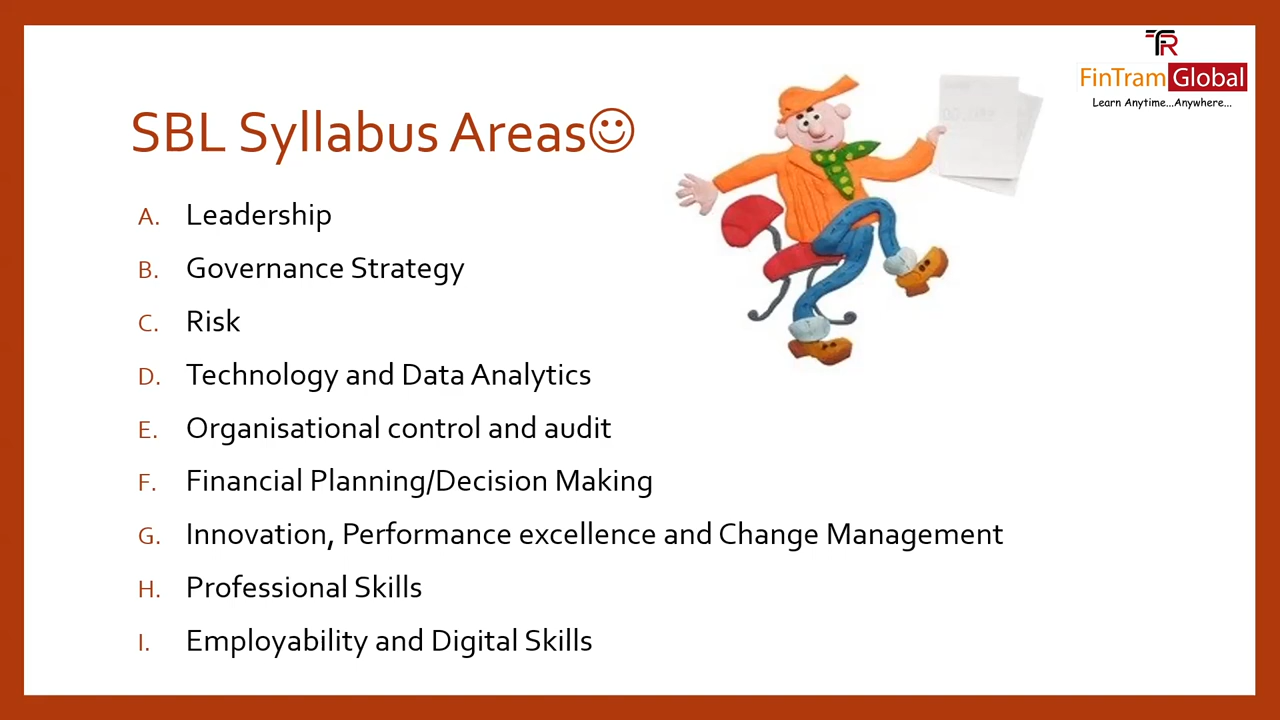 FinTram Global
Learn Anytime...Anywhere...
SBL Syllabus Areas☺
A. Leadership
B. Governance Strategy
C. Risk
D. Technology and Data Analytics
E. Organisational control and audit
F. Financial Planning/Decision Making
G. Innovation, Performance excellence and Change Management
H. Professional Skills
I. Employability and Digital Skills